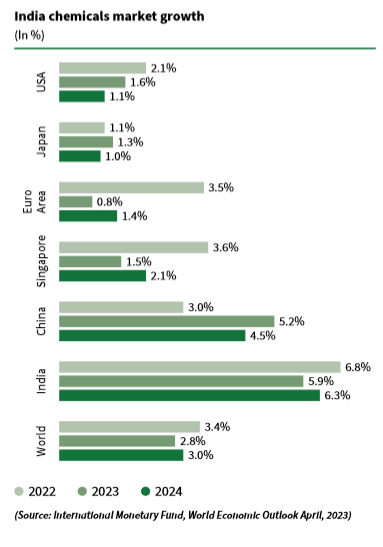 India chemicals market growth
(In %)
USA
2.1%
1.6%
1.1%
Japan
1.1%
1.3%
1.0%
Euro
Area
3.5%
0.8%
1.4%
Singapore
3.6%
1.5%
2.1%
China
3.0%
5.2%
4.5%
India
6.8%
5.9%
6.3%
World
3.4%
2.8%
3.0%
2022 2023 2024
(Source: International Monetary Fund, World Economic Outlook April, 2023)